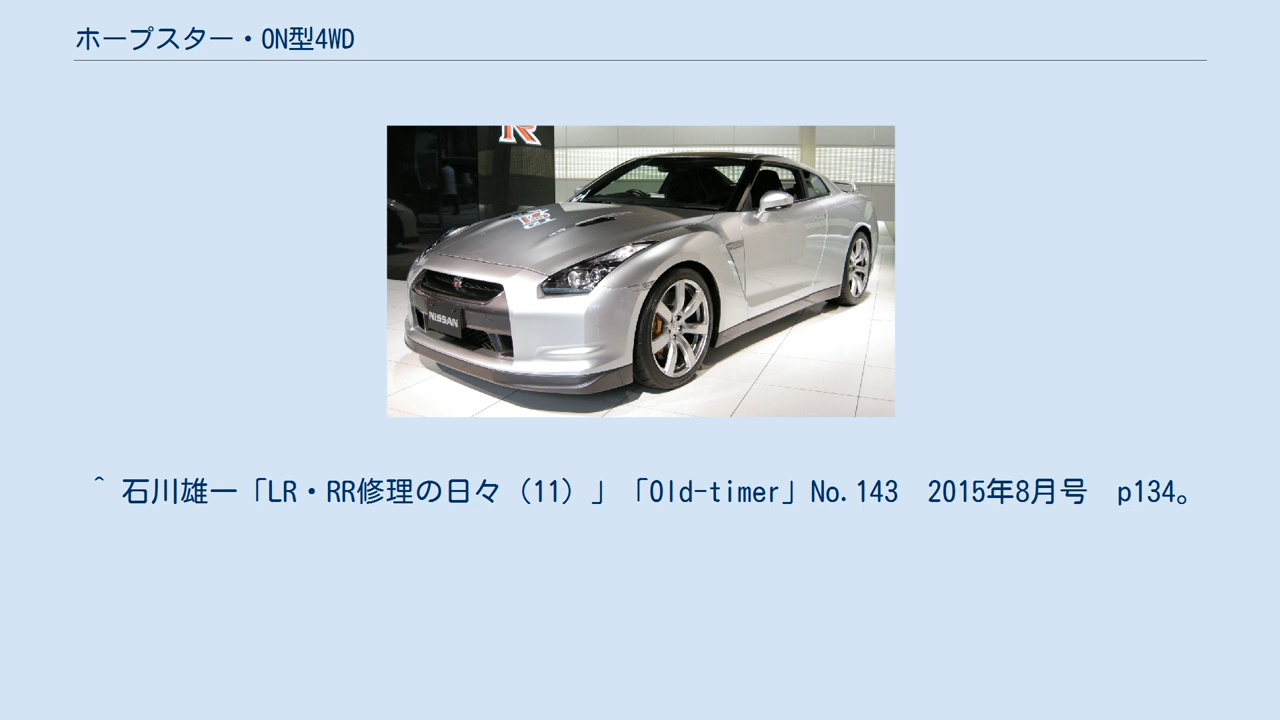 ホープスター・ON型4WD
R
NISSAN
^ 石川雄一「LR・RR修理の日々（11）」「Old-timer」No.143　2015年8月号　p134。